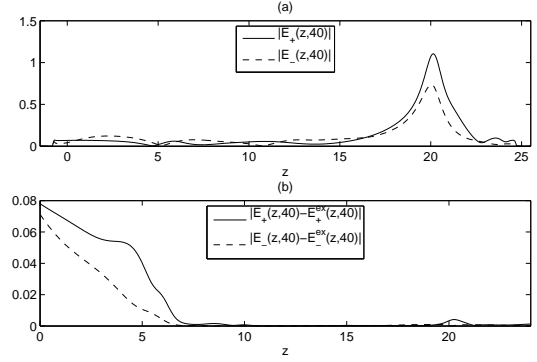 (a)
1.5
1
0.5
0
|E₊(z,40)|
|E₋(z,40)|
0 5 10 15 20 25
z
(b)
0.08
0.06
0.04
0.02
0
|E₊(z,40)−E₊ᵉˣ(z,40)|
|E₋(z,40)−E₋ᵉˣ(z,40)|
0 5 10 15 20
z